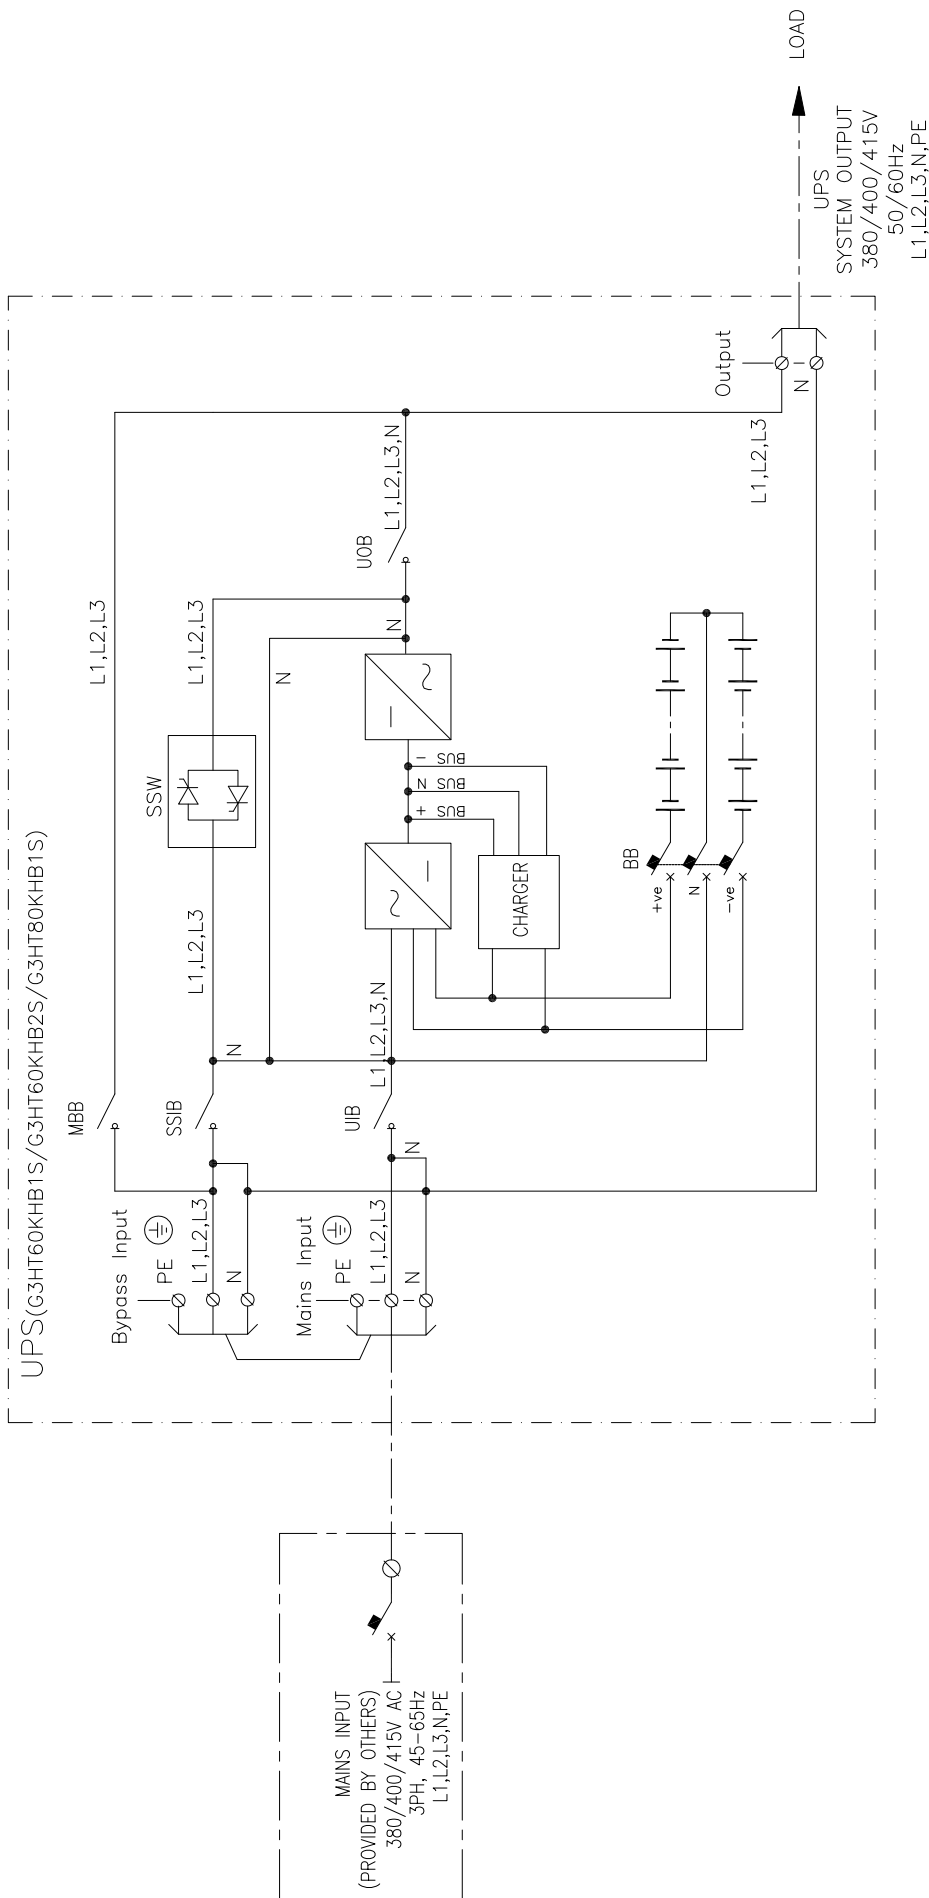 UPS(G3HT60KHB1S/G3HT60KHB2S/G3HT80KHB1S)
MAINS INPUT
(PROVIDED BY OTHERS)
380/400/415V AC
3PH, 45-65Hz
L1,L2,L3,N,PE
Bypass Input
PE
L1,L2,L3
N
Mains Input
PE
L1,L2,L3
N
MBB
SSIB
UIB
N
N
L1,L2,L3,N
L1,L2,L3
SSW
L1,L2,L3
L1,L2,L3
N
N
CHARGER
BUS +
BUS N
BUS -
BB
+ve
N
-ve
UOB
L1,L2,L3,N
L1,L2,L3
Output
N
UPS
SYSTEM OUTPUT
380/400/415V
50/60Hz
L1,L2,L3,N,PE
LOAD